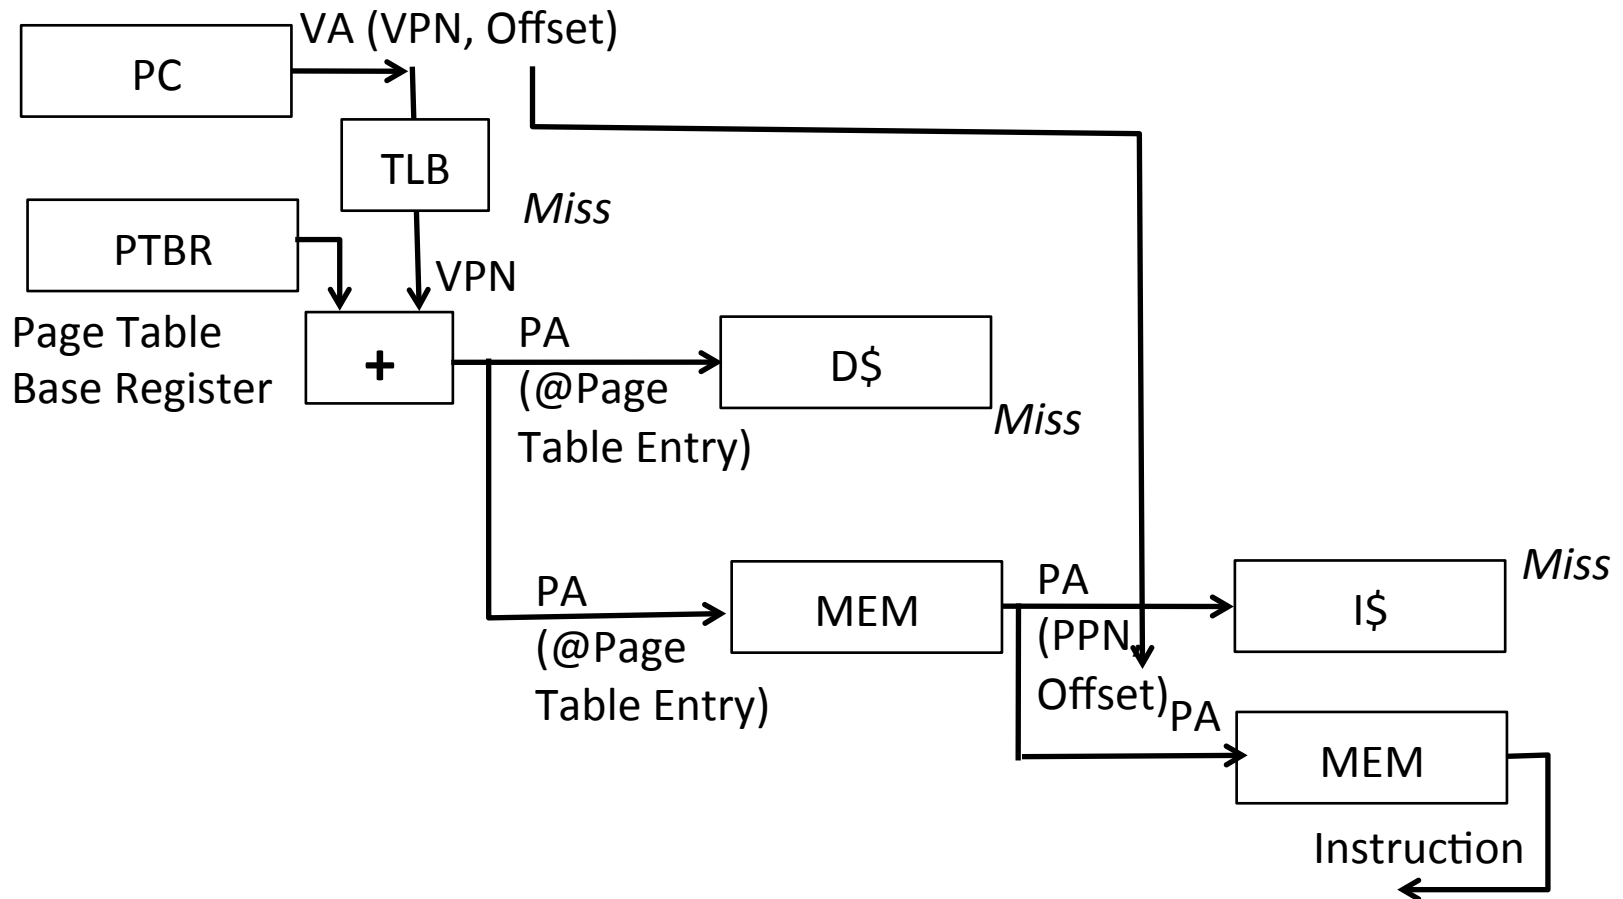 VA (VPN, Offset)
PC
TLB
Miss
PTBR
VPN
Page Table
Base Register
+
PA
(@Page
Table Entry)
D$
Miss
PA
(@Page
Table Entry)
MEM
PA
(PPN,
Offset)
I$
Miss
PA
MEM
Instruction